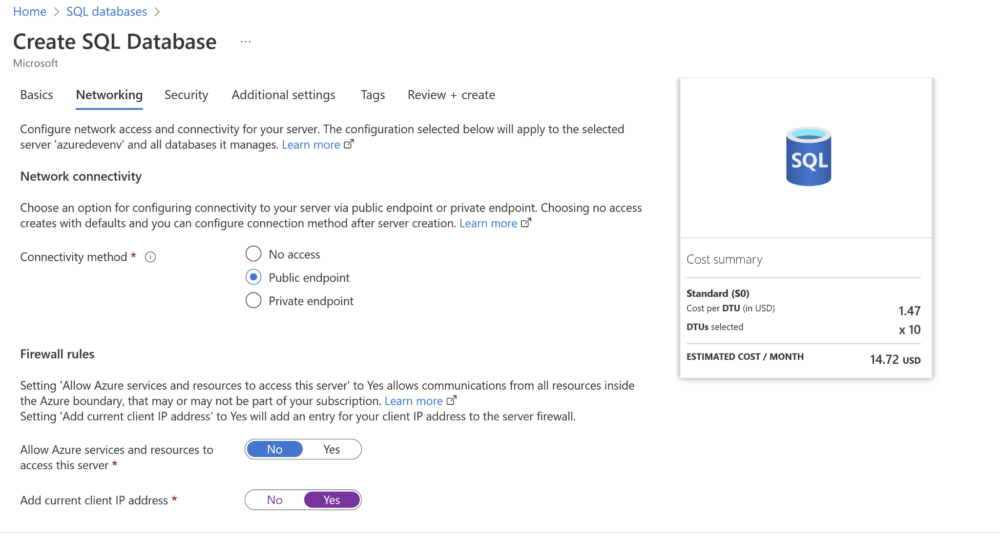 Home > SQL databases >
Create SQL Database ...
Microsoft
Basics Networking Security Additional settings Tags Review + create
Configure network access and connectivity for your server. The configuration selected below will apply to the selected
server 'azuredevenv' and all databases it manages. Learn more
Network connectivity
Choose an option for configuring connectivity to your server via public endpoint or private endpoint. Choosing no access
creates with defaults and you can configure connection method after server creation. Learn more
Connectivity method *
No access
Public endpoint
Private endpoint
Firewall rules
Setting 'Allow Azure services and resources to access this server' to Yes allows communications from all resources inside
the Azure boundary, that may or may not be part of your subscription. Learn more
Setting 'Add current client IP address' to Yes will add an entry for your client IP address to the server firewall.
Allow Azure services and resources to
access this server *
No Yes
Add current client IP address *
No Yes
SQL
Cost summary
Standard (S0)
Cost per DTU (in USD) 1.47
DTUs selected x 10
ESTIMATED COST / MONTH 14.72 USD